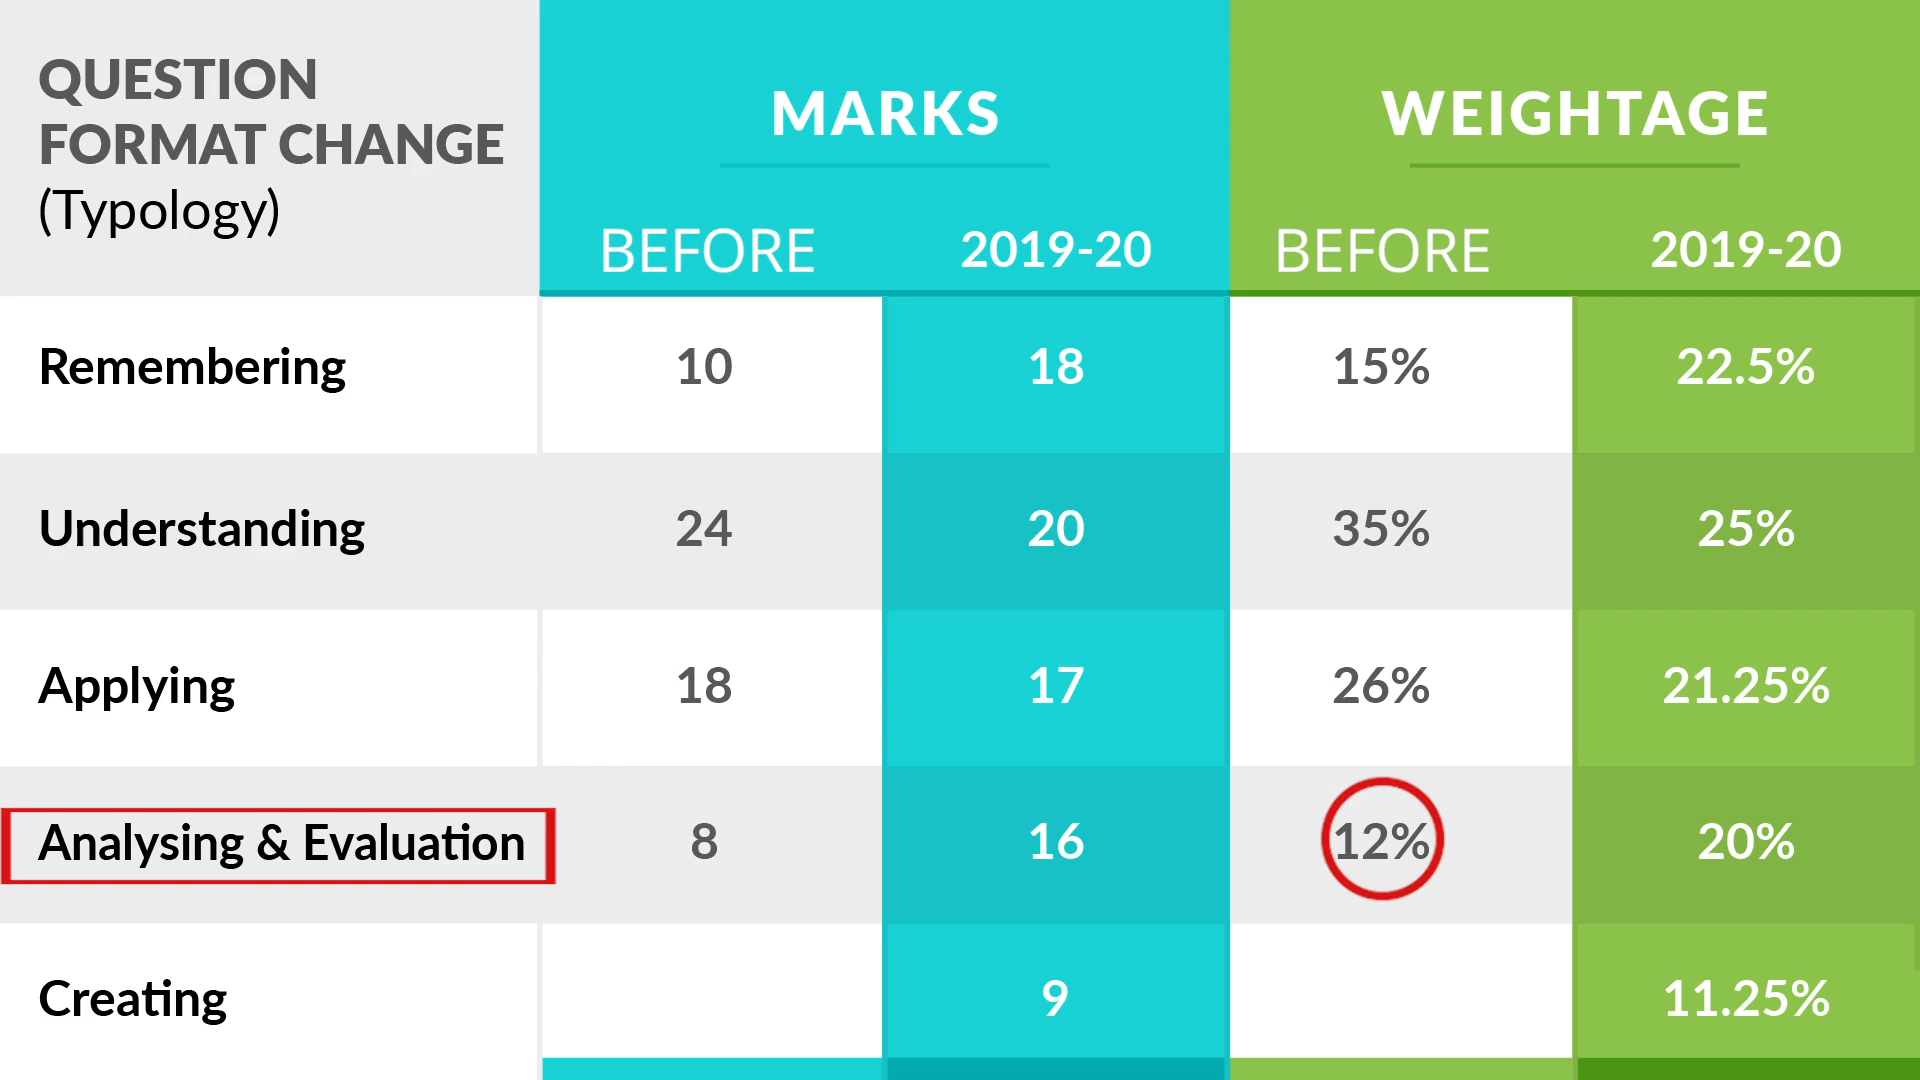 QUESTION
FORMAT CHANGE
(Typology)
MARKS
WEIGHTAGE
BEFORE 2019-20 BEFORE 2019-20
Remembering 10 18 15% 22.5%
Understanding 24 20 35% 25%
Applying 18 17 26% 21.25%
Analysing & Evaluation 8 16 12% 20%
Creating 9 11.25%